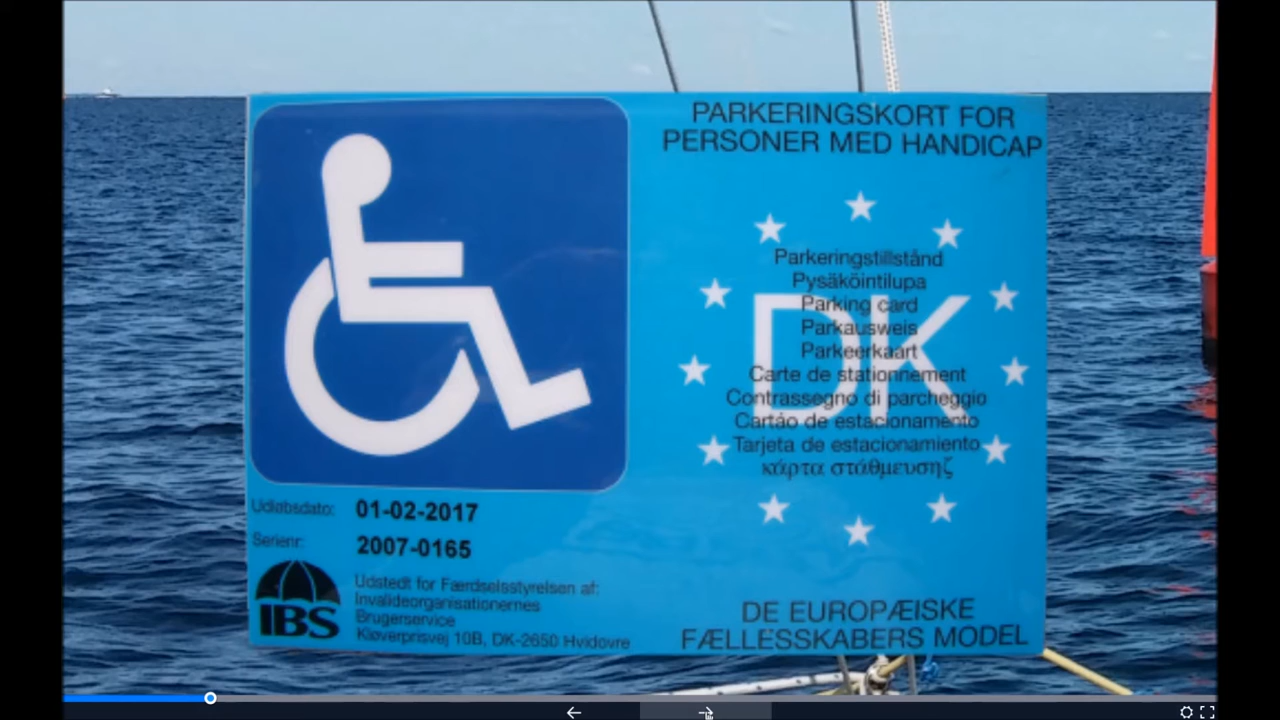 PARKERINGSKORT FOR
PERSONER MED HANDICAP
Parkeringstillstånd
Pysäköintilupa
Parking card
Parkausweis
Parkeerkaart
Carte de stationnement
Contrassegno di parcheggio
Cartáo de estacionamento
Tarjeta de estacionamiento
κάρτα στάθμευσηζ
DK
Udløbsdato: 01-02-2017
Serienr: 2007-0165
IBS
Udstedt for Færdselsstyrelsen af:
Invalideorganisationernes
Brugerservice
Kløverprisvej 10B, DK-2650 Hvidovre
DE EUROPÆISKE
FÆLLESSKABERS MODEL